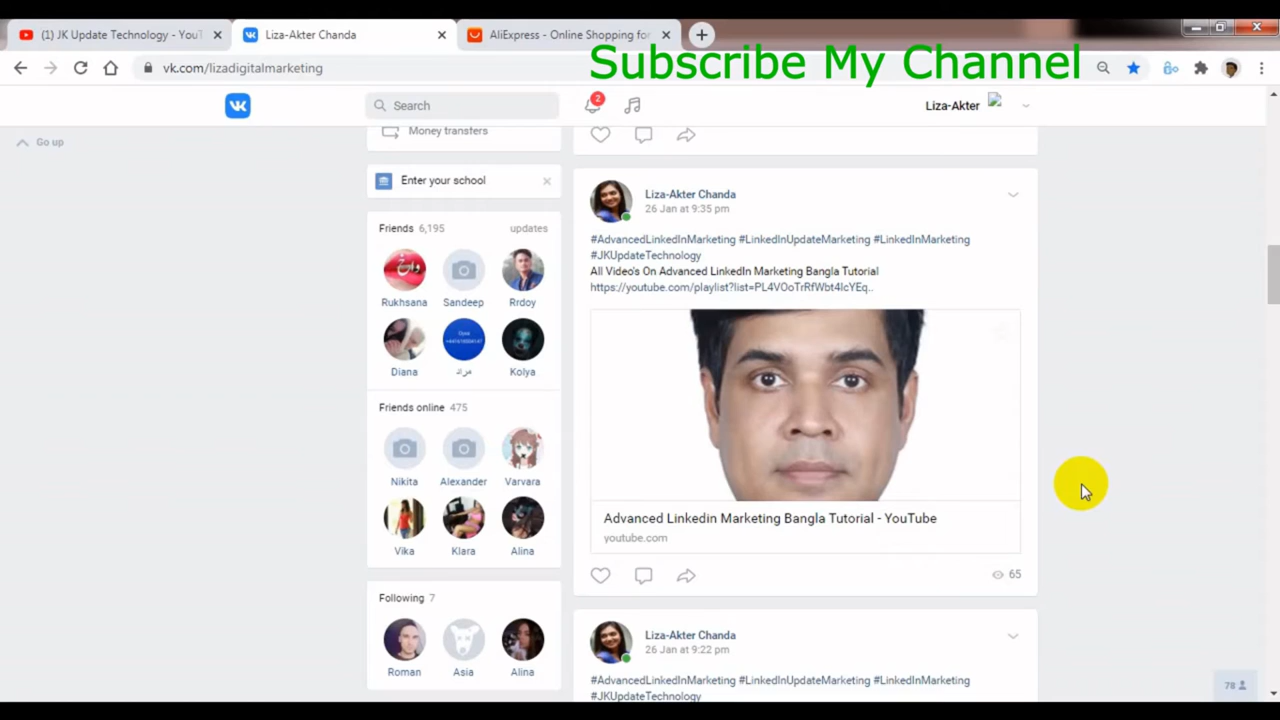 (1) JK Update Technology - YouT
Liza-Akter Chanda
AliExpress - Online Shopping for
Subscribe My Channel
vk.com/lizadigitalmarketing
Search
2
Liza-Akter
Go up
Money transfers
Enter your school
Friends 6,195 updates
Rukhsana Sandeep Rrdoy
Diana مراد Kolya
Friends online 475
Nikita Alexander Varvara
Vika Klara Alina
Following 7
Roman Asia Alina
Liza-Akter Chanda
26 Jan at 9:35 pm
#AdvancedLinkedInMarketing #LinkedInUpdateMarketing #LinkedInMarketing
#JKUpdateTechnology
All Video's On Advanced LinkedIn Marketing Bangla Tutorial
https://youtube.com/playlist?list=PL4VOoTrRfWbt4IcYEq..
Advanced Linkedin Marketing Bangla Tutorial - YouTube
youtube.com
65
Liza-Akter Chanda
26 Jan at 9:22 pm
#AdvancedLinkedInMarketing #LinkedInUpdateMarketing #LinkedInMarketing
#JKUpdateTechnology
78